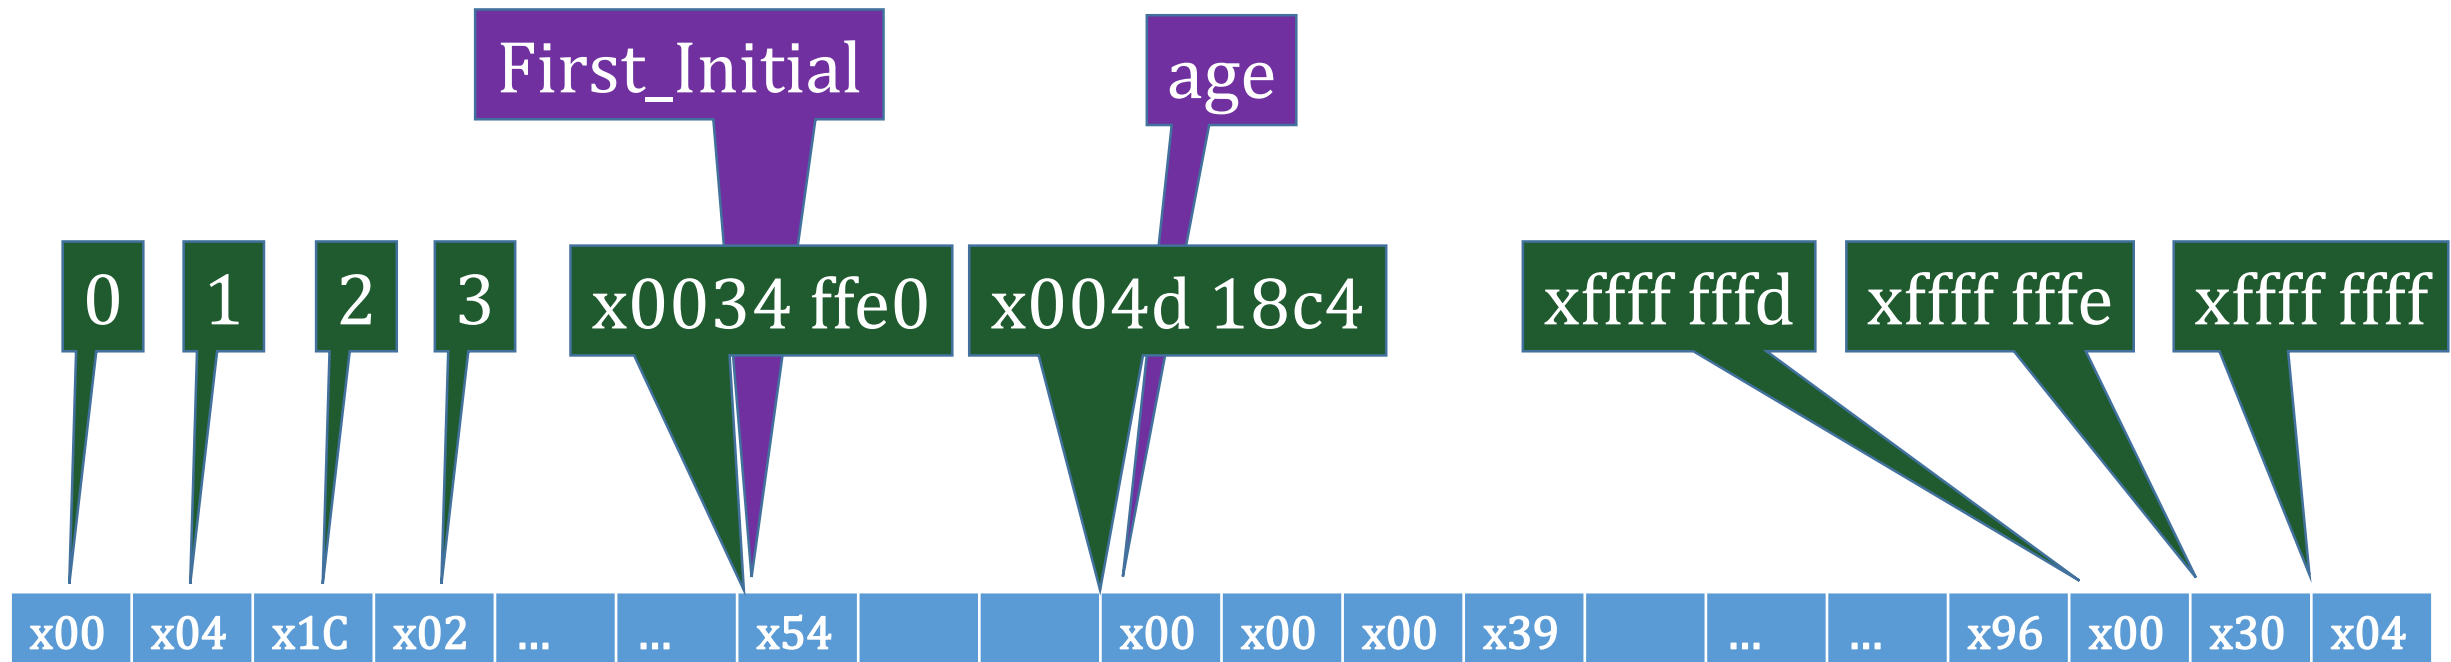 First_Initial age
0 1 2 3 x0034 ffe0 x004d 18c4 xffff fffd xffff fffe xffff ffff
x00 x04 x1C x02 ... ... x54 x00 x00 x00 x39 ... ... x96 x00 x30 x04